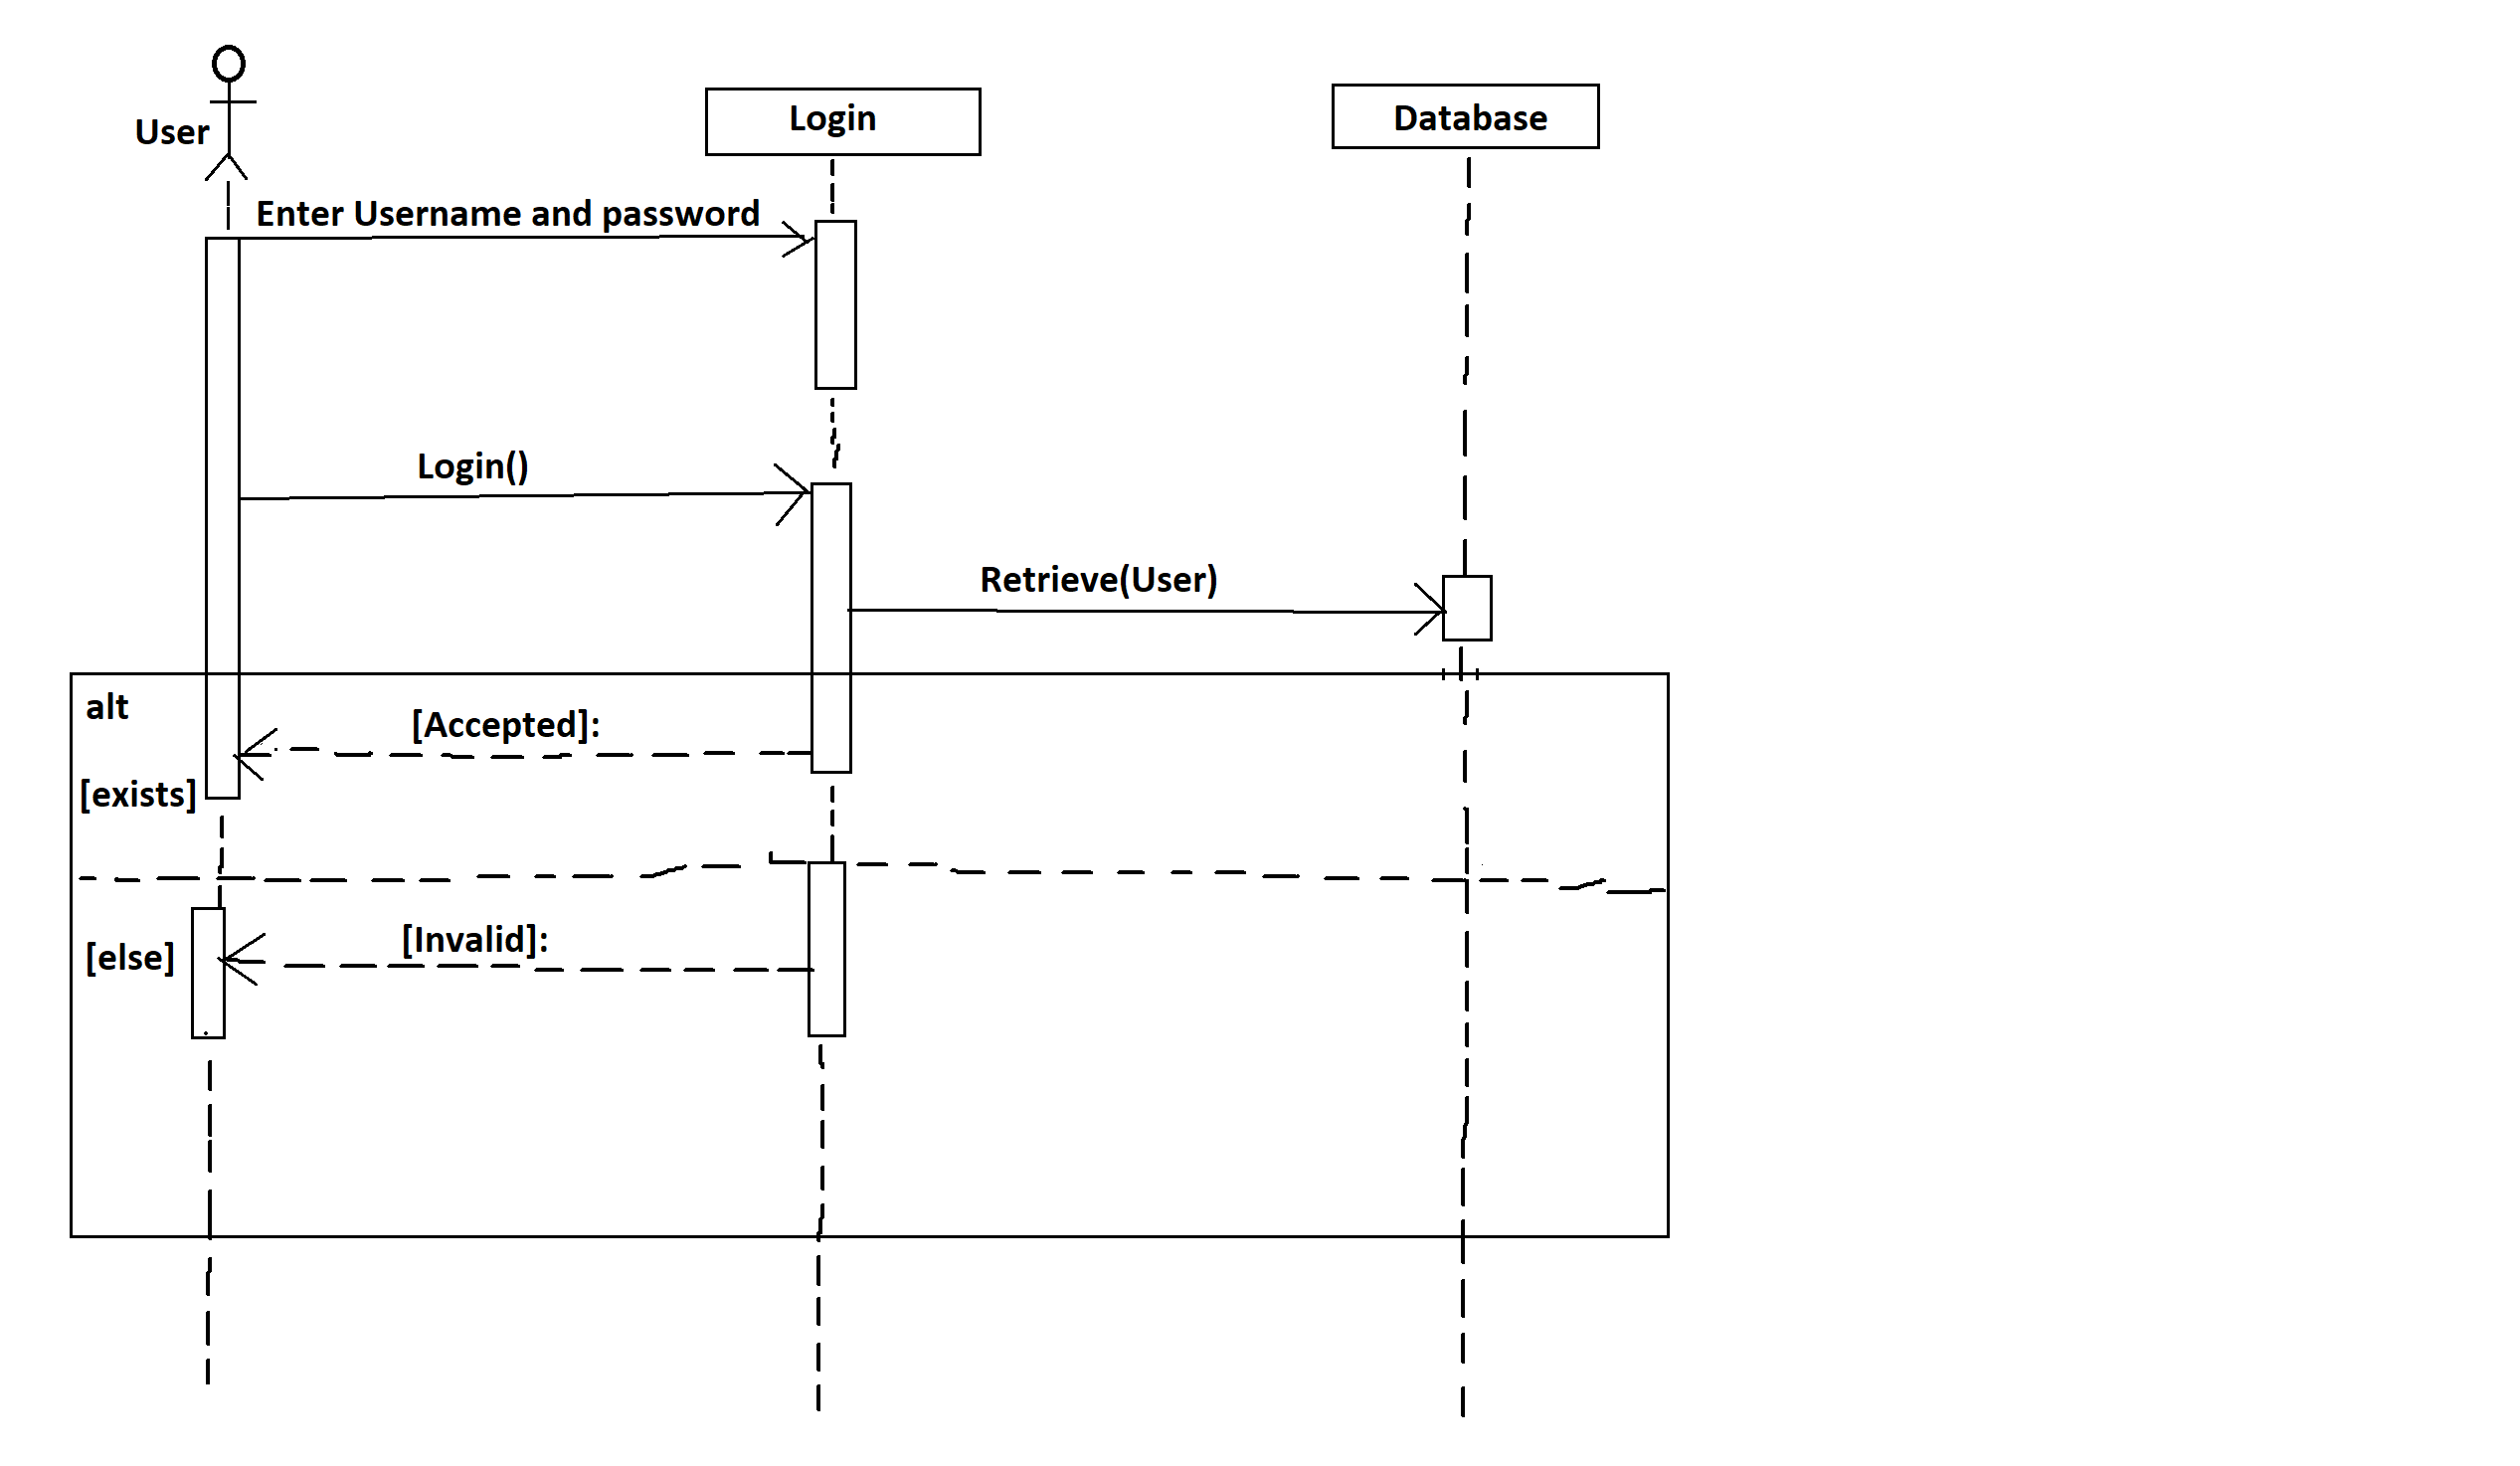 User
Login
Database
Enter Username and password
Login()
Retrieve(User)
alt
[Accepted]:
[exists]
[Invalid]:
[else]